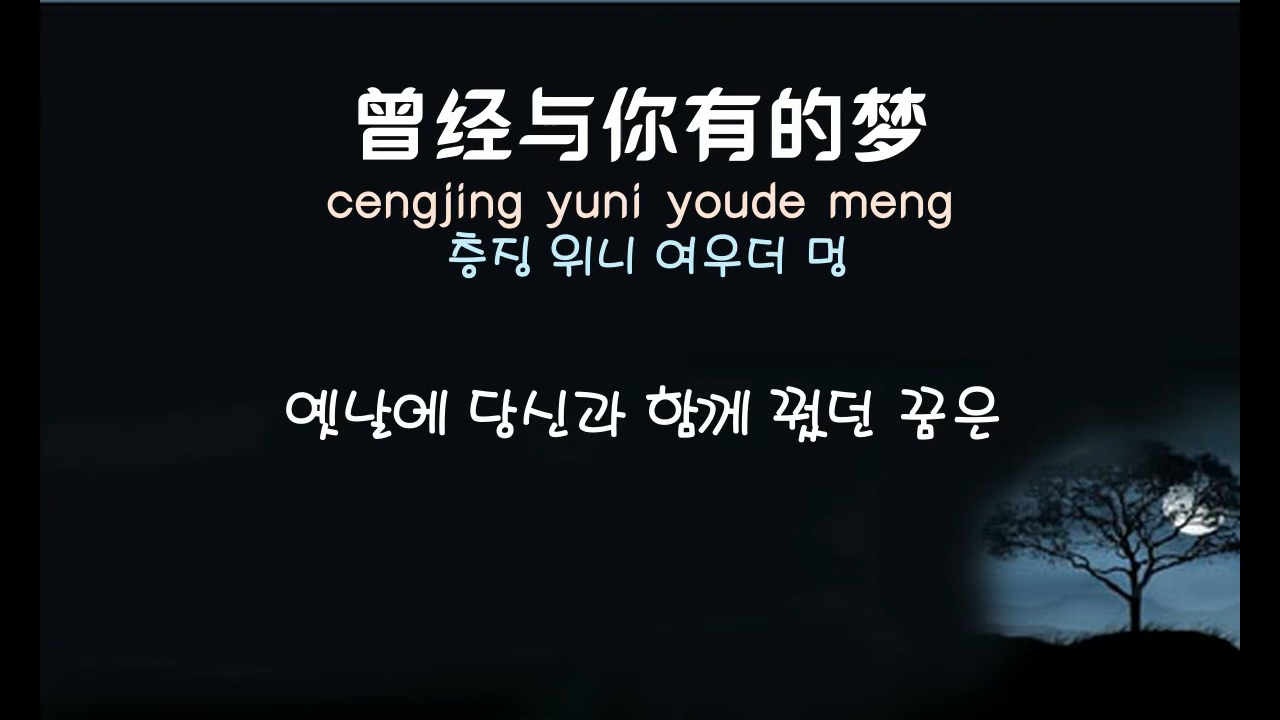 曾经与你有的梦
cengjing yuni youde meng
층징 위니 여우더 멍
옛날에 당신과 함께 꿨던 꿈은